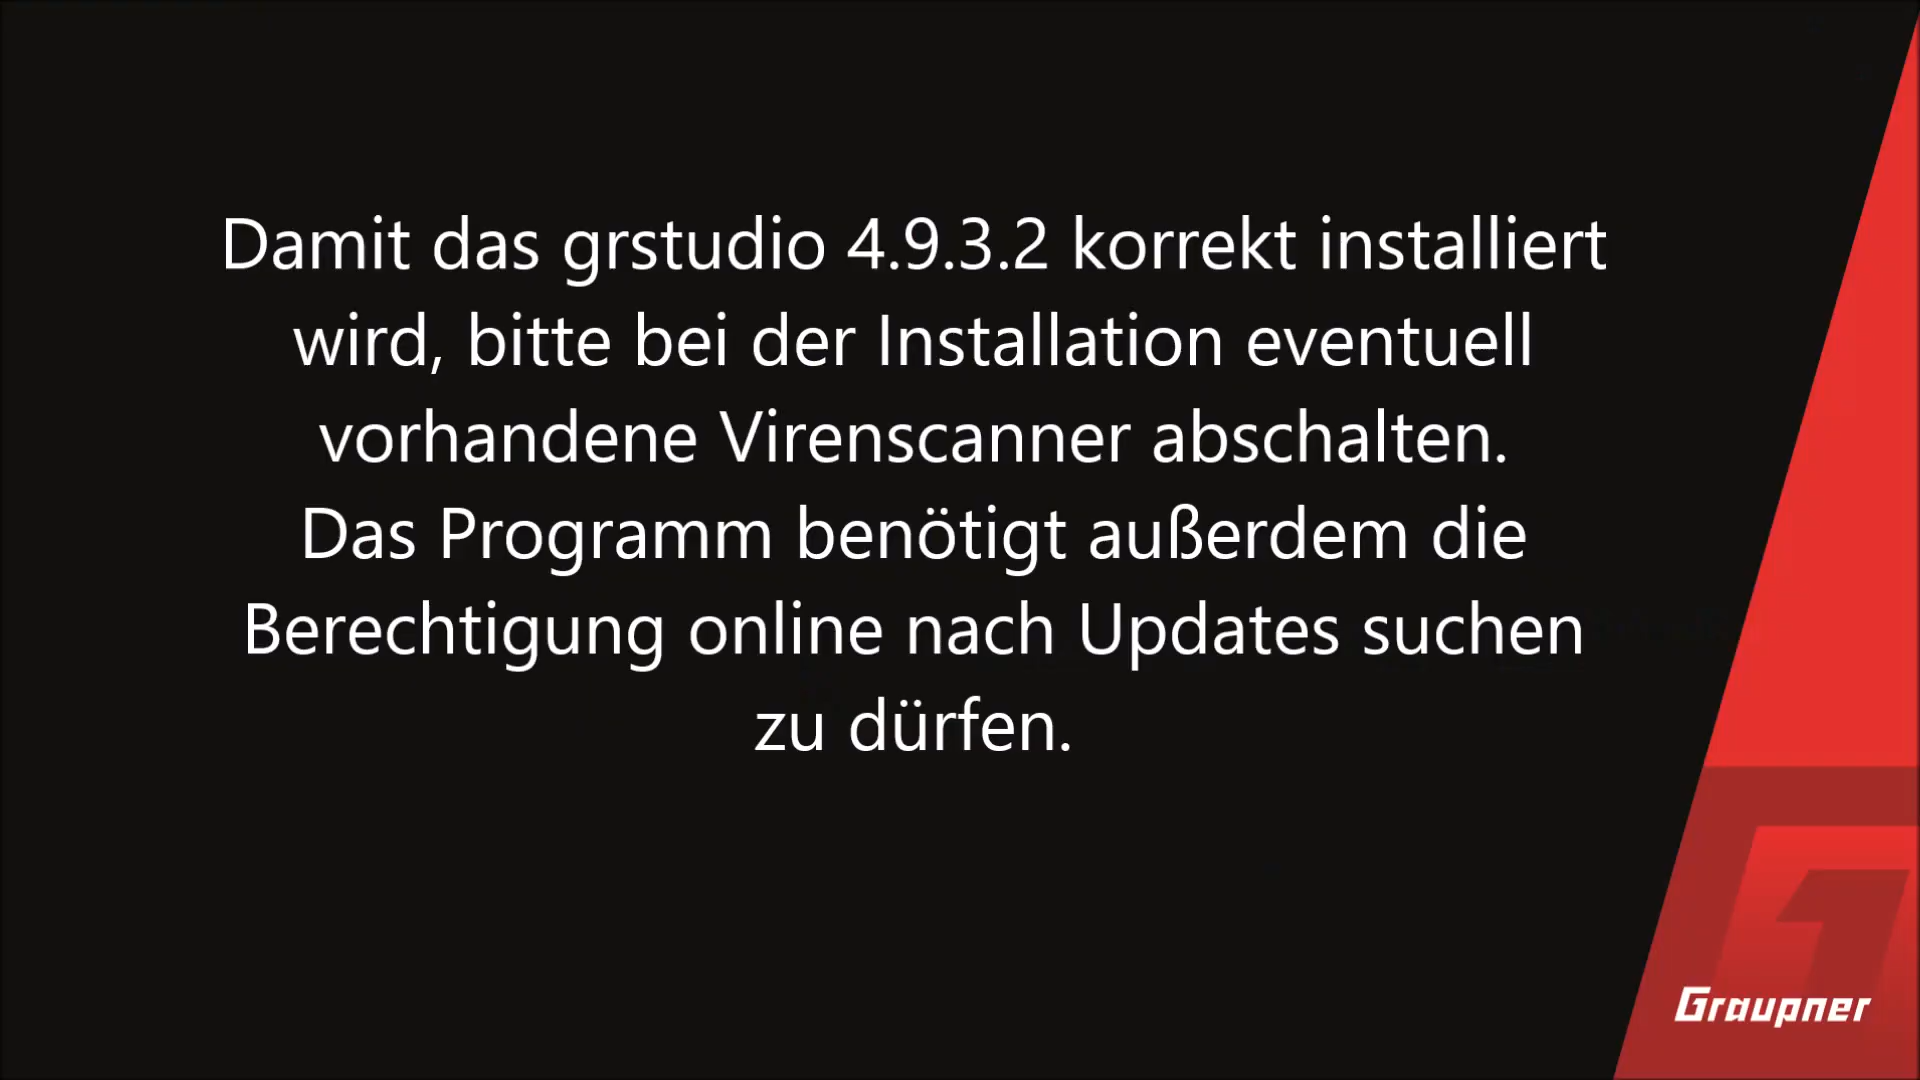 Damit das grstudio 4.9.3.2 korrekt installiert
wird, bitte bei der Installation eventuell
vorhandene Virenscanner abschalten.
Das Programm benötigt außerdem die
Berechtigung online nach Updates suchen
zu dürfen.
Graupner